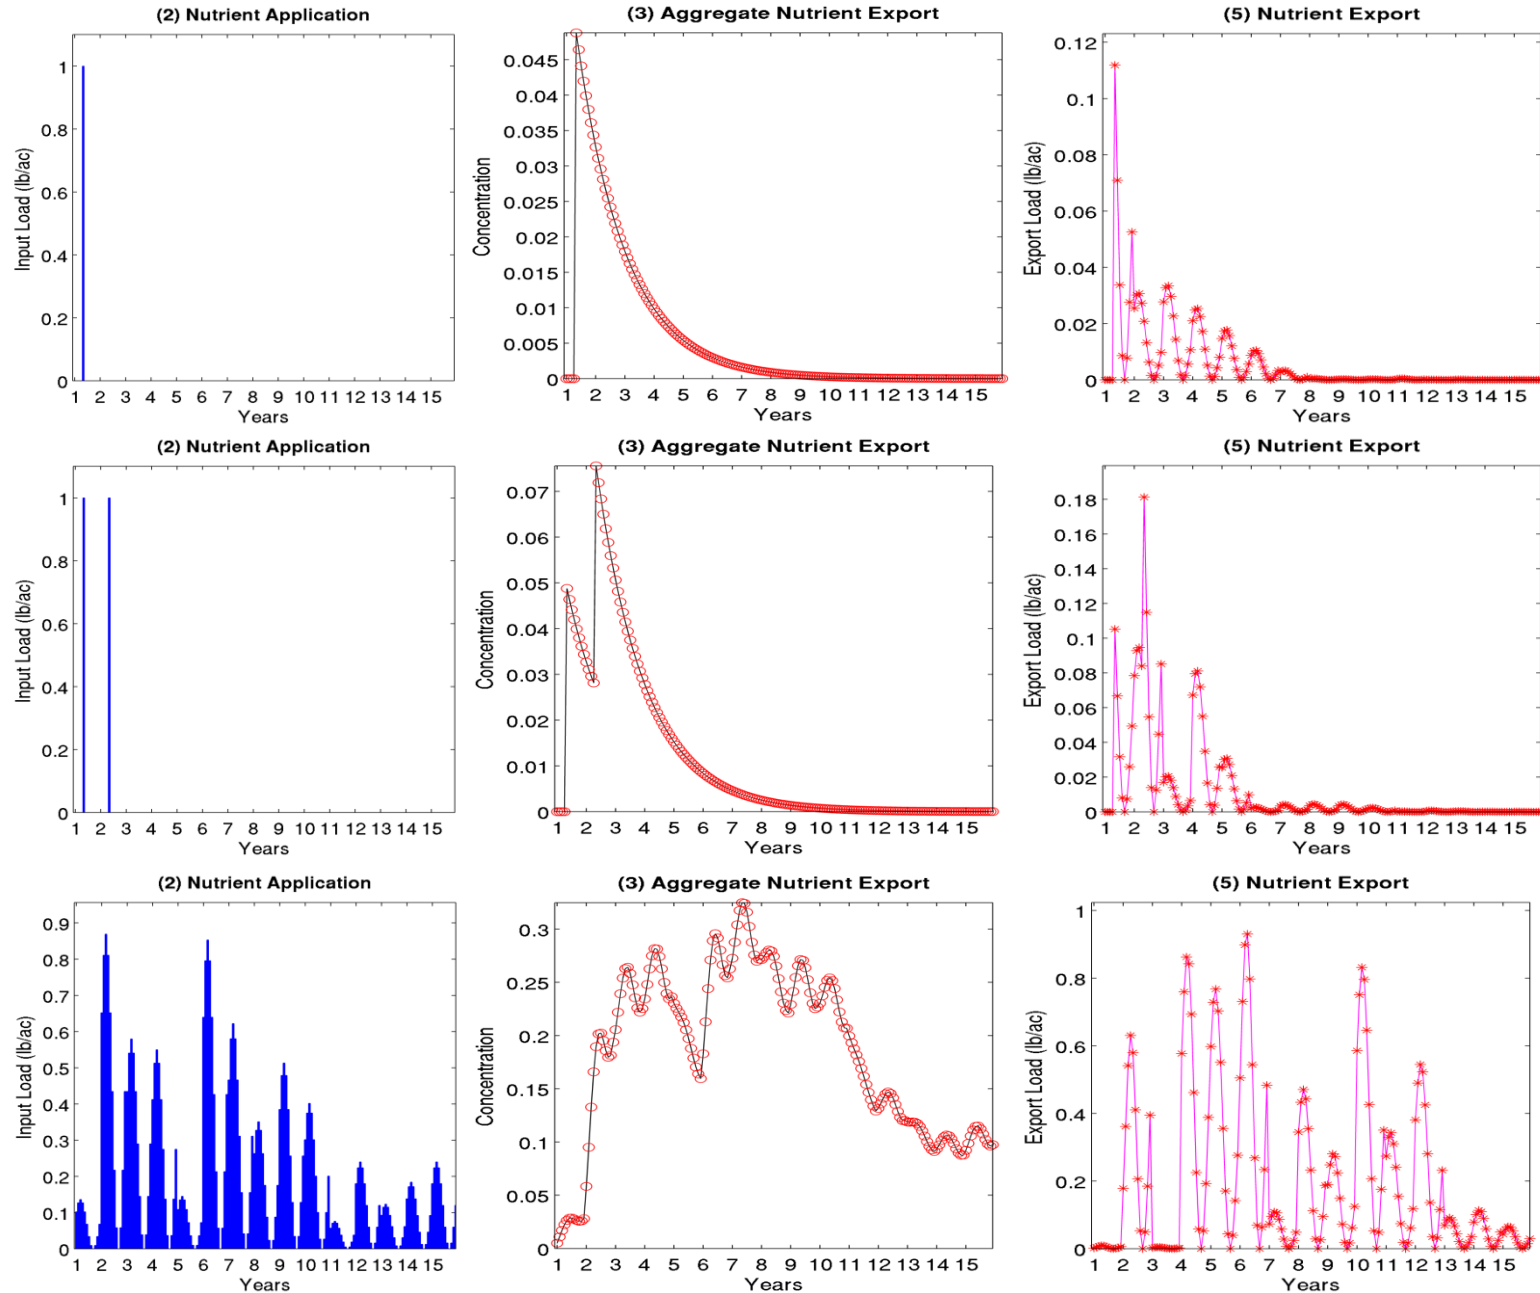 (2) Nutrient Application
(3) Aggregate Nutrient Export
(5) Nutrient Export
Input Load (lb/ac)
1
0.8
0.6
0.4
0.2
0
1 2 3 4 5 6 7 8 9 10 11 12 13 14 15
Years
Concentration
0.045
0.04
0.035
0.03
0.025
0.02
0.015
0.01
0.005
0
1 2 3 4 5 6 7 8 9 10 11 12 13 14 15
Years
Export Load (lb/ac)
0.12
0.1
0.08
0.06
0.04
0.02
0
1 2 3 4 5 6 7 8 9 10 11 12 13 14 15
Years
(2) Nutrient Application
(3) Aggregate Nutrient Export
(5) Nutrient Export
Input Load (lb/ac)
1
0.8
0.6
0.4
0.2
0
1 2 3 4 5 6 7 8 9 10 11 12 13 14 15
Years
Concentration
0.07
0.06
0.05
0.04
0.03
0.02
0.01
0
1 2 3 4 5 6 7 8 9 10 11 12 13 14 15
Years
Export Load (lb/ac)
0.18
0.16
0.14
0.12
0.1
0.08
0.06
0.04
0.02
0
1 2 3 4 5 6 7 8 9 10 11 12 13 14 15
Years
(2) Nutrient Application
(3) Aggregate Nutrient Export
(5) Nutrient Export
Input Load (lb/ac)
0.9
0.8
0.7
0.6
0.5
0.4
0.3
0.2
0.1
0
1 2 3 4 5 6 7 8 9 10 11 12 13 14 15
Years
Concentration
0.3
0.25
0.2
0.15
0.1
0.05
0
1 2 3 4 5 6 7 8 9 10 11 12 13 14 15
Years
Export Load (lb/ac)
1
0.8
0.6
0.4
0.2
0
1 2 3 4 5 6 7 8 9 10 11 12 13 14 15
Years